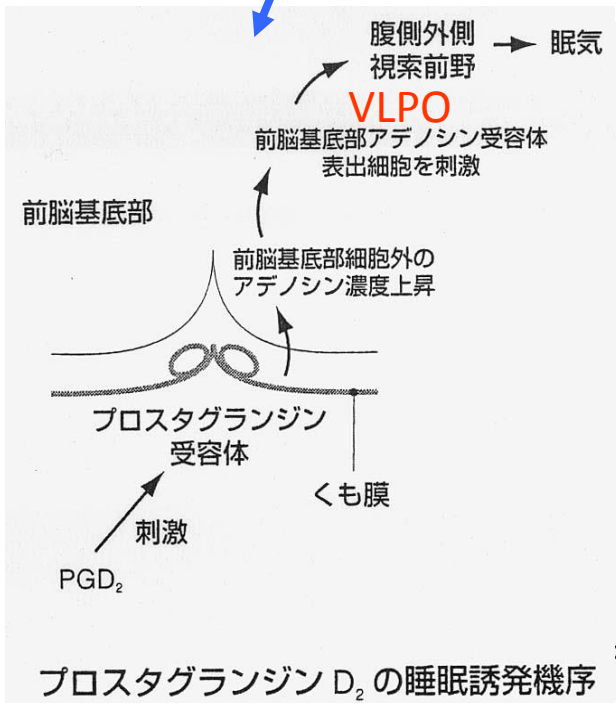 腹側外側
視索前野
→ 眠気
VLPO
前脳基底部アデノシン受容体
表出細胞を刺激
前脳基底部
前脳基底部細胞外の
アデノシン濃度上昇
プロスタグランジン
受容体
くも膜
刺激
PGD₂
プロスタグランジン D₂ の睡眠誘発機序